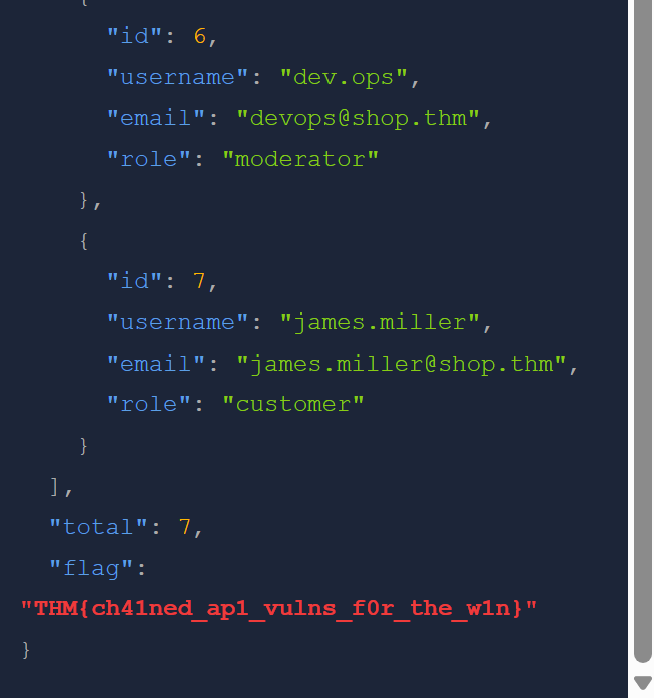 {
"id": 6,
"username": "dev.ops",
"email": "devops@shop.thm",
"role": "moderator"
},
{
"id": 7,
"username": "james.miller",
"email": "james.miller@shop.thm",
"role": "customer"
}
],
"total": 7,
"flag":
"THM{ch41ned_ap1_vulns_f0r_the_w1n}"
}